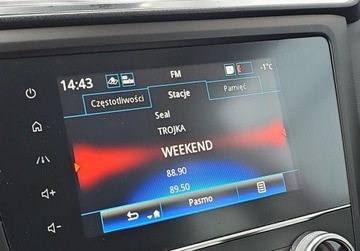 14:43
FM
-1°C
Częstotliwości
Stacje
Pamięć
Seal
TROJKA
WEEKEND
88.90
89.50
Pasmo